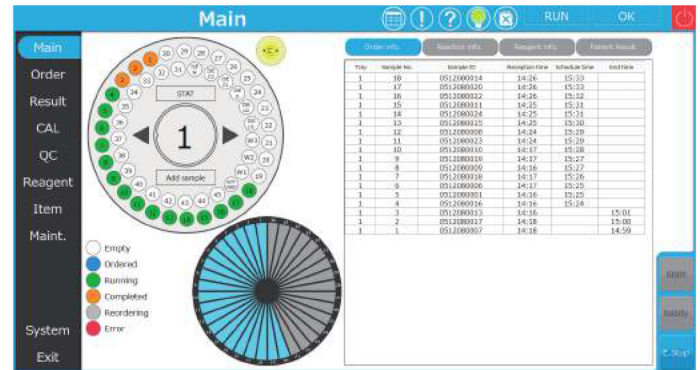 Main
RUN
OK
Main
Order
Result
CAL
QC
Reagent
Item
Maint.
System
Exit
STAT
1
Add sample
Empty
Ordered
Running
Completed
Reordering
Error
Order info.
Reaction info.
Reagent info.
Patient Result
Tray Sample No. Sample ID Reception time Schedule time End time
1 18 0512080014 14:26 15:33
1 17 0512080020 14:26 15:33
1 16 0512080022 14:26 15:32
1 15 0512080011 14:25 15:31
1 14 0512080024 14:25 15:31
1 13 0512080025 14:25 15:30
1 12 0512080008 14:24 15:29
1 11 0512080023 14:24 15:29
1 10 0512080010 14:17 15:28
1 9 0512080019 14:17 15:27
1 8 0512080009 14:16 15:27
1 7 0512080018 14:17 15:26
1 6 0512080006 14:17 15:25
1 5 0512080001 14:16 15:25
1 4 0512080016 14:16 15:24
1 3 0512080013 14:16 15:01
1 2 0512080017 14:18 15:00
1 1 0512080007 14:18 14:59
Start
E.Stop